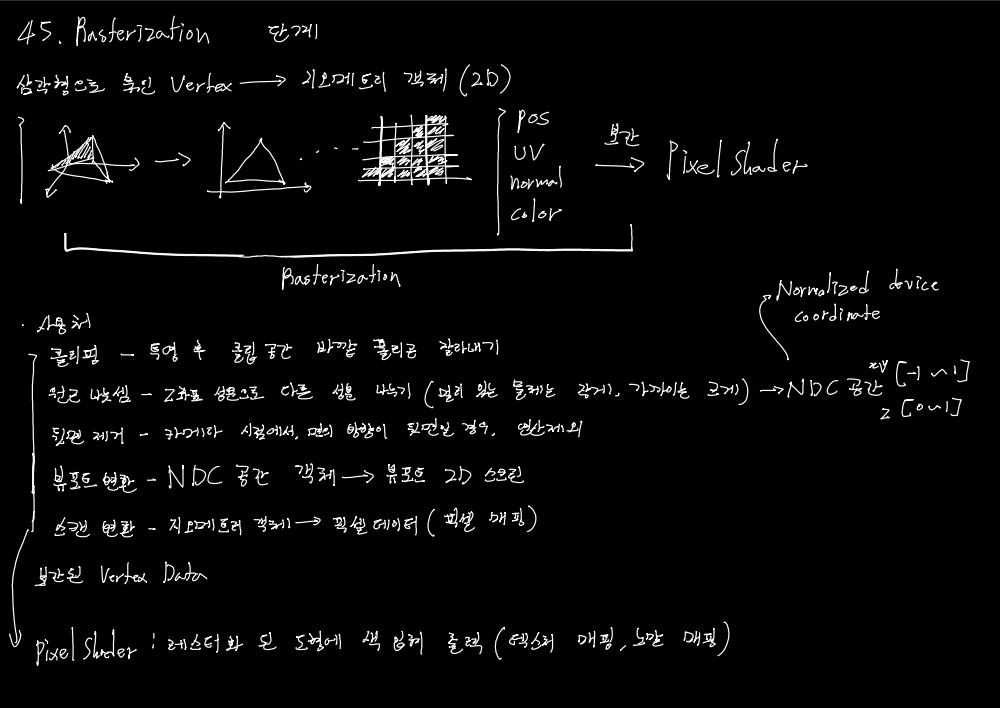 45. Rasterization 단계
삼각형으로 묶인 Vertex → 지오메트리 객체 (2D)
pos
UV
normal
color
보간
Pixel Shader
Rasterization
Normalized device
coordinate
· 사용처
클리핑 - 투영 후 클립 공간 바깥 폴리곤 잘라내기
원근 나눗셈 - Z좌표 성분으로 다른 성분 나누기 (멀리 있는 물체는 작게, 가까이는 크게) → NDC 공간 xy [-1 ~ 1]
z [0~1]
뒷면 제거 - 카메라 시점에서, 면의 방향이 뒷면일 경우, 연산제외
뷰포트 변환 - NDC 공간 객체 → 뷰포트 2D 스크린
스캔 변환 - 지오메트리 객체 → 픽셀 데이터 (픽셀 매핑)
보간된 Vertex Data
Pixel Shader : 레스터화 된 도형에 색 입혀 출력 (텍스처 매핑, 노말 매핑)